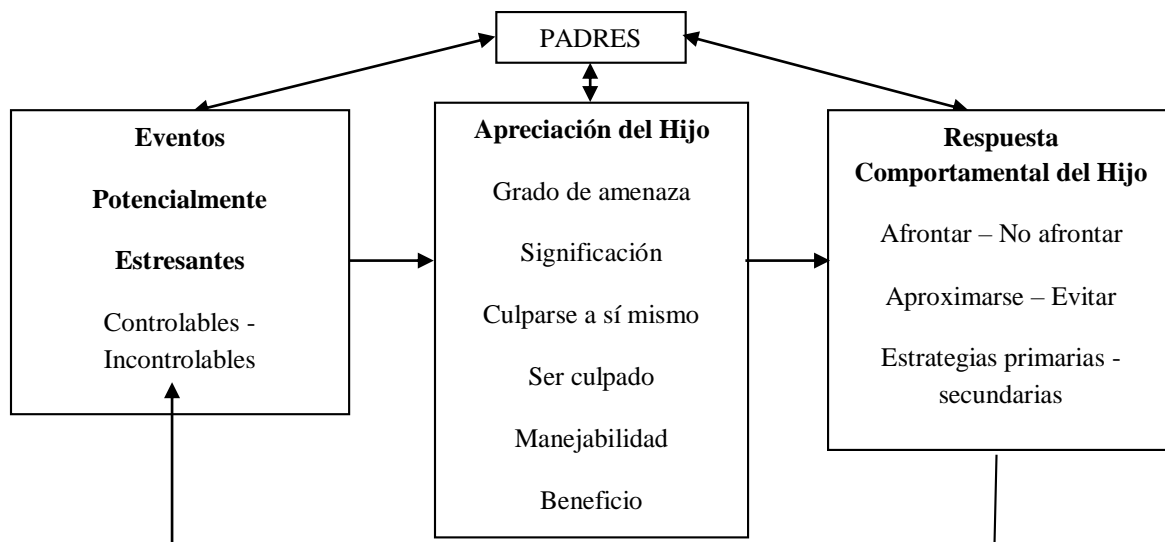 PADRES
Eventos
Potencialmente
Estresantes
Controlables -
Incontrolables
Apreciación del Hijo
Grado de amenaza
Significación
Culparse a sí mismo
Ser culpado
Manejabilidad
Beneficio
Respuesta
Comportamental del Hijo
Afrontar – No afrontar
Aproximarse – Evitar
Estrategias primarias -
secundarias